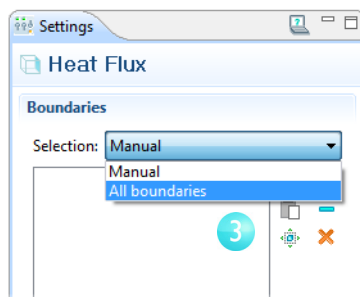 Settings
Heat Flux
Boundaries
Selection: Manual
Manual
All boundaries
3